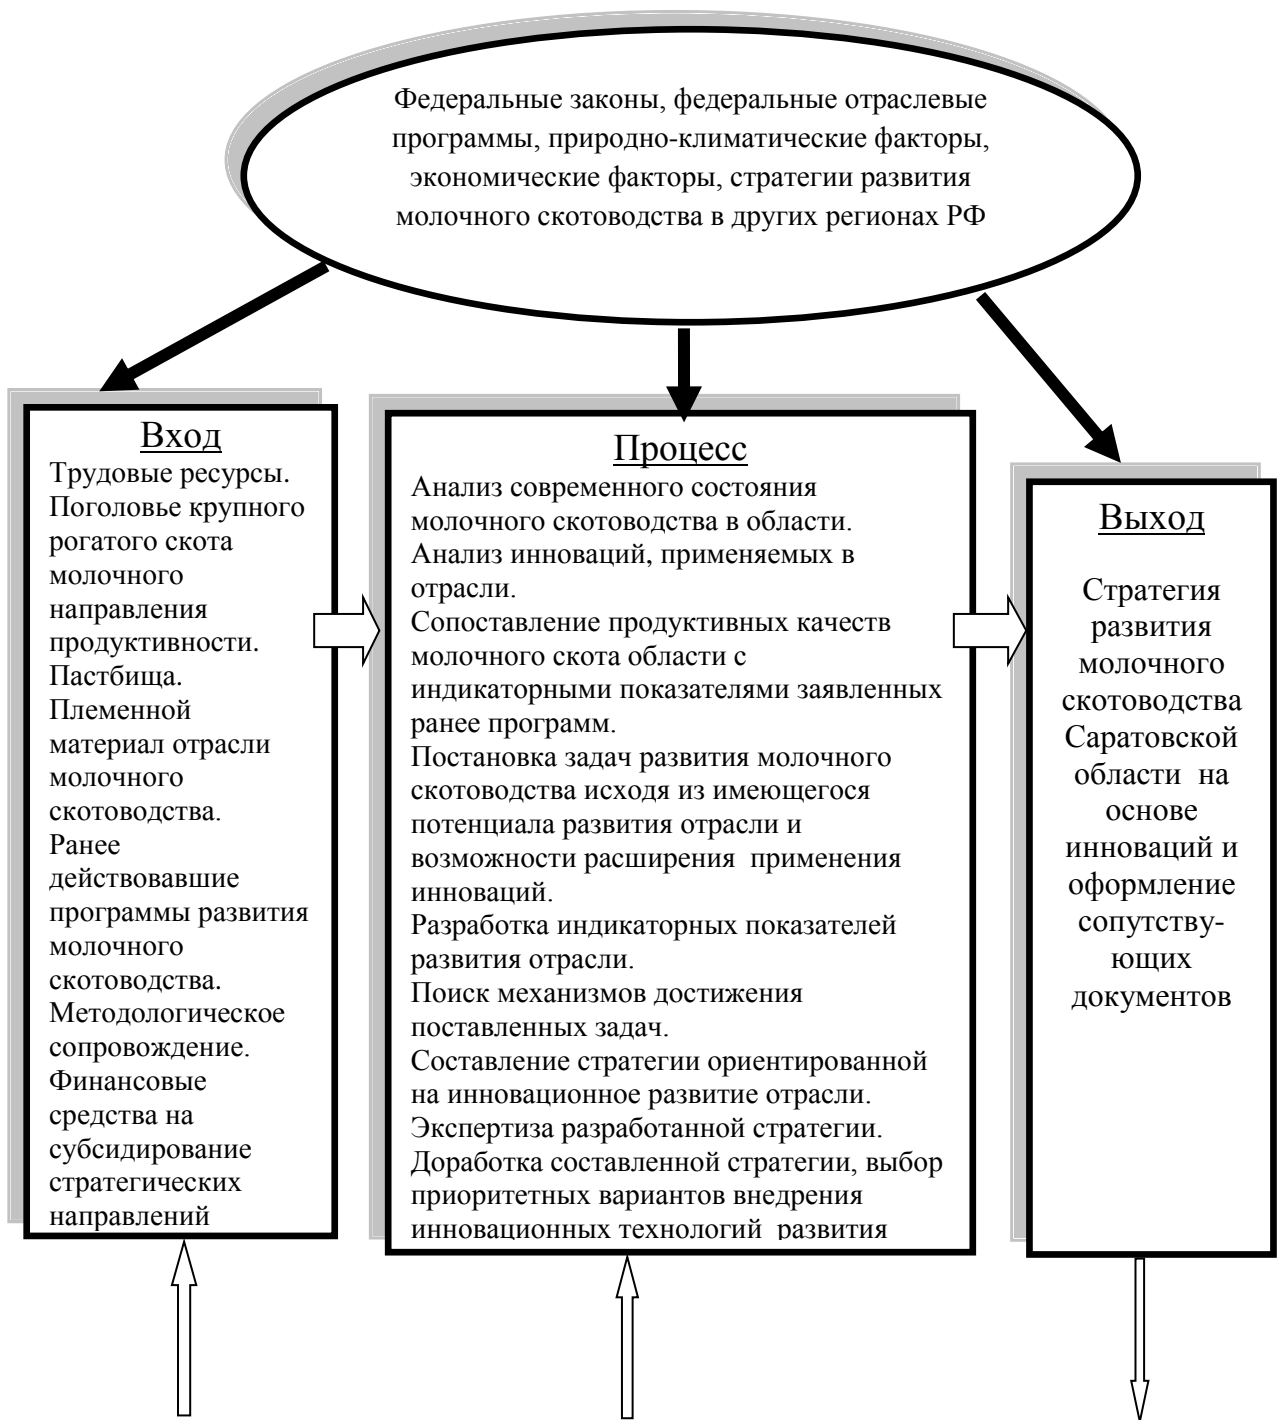 Федеральные законы, федеральные отраслевые
программы, природно-климатические факторы,
экономические факторы, стратегии развития
молочного скотоводства в других регионах РФ
Вход
Трудовые ресурсы.
Поголовье крупного
рогатого скота
молочного
направления
продуктивности.
Пастбища.
Племенной
материал отрасли
молочного
скотоводства.
Ранее
действовавшие
программы развития
молочного
скотоводства.
Методологическое
сопровождение.
Финансовые
средства на
субсидирование
стратегических
направлений
Процесс
Анализ современного состояния
молочного скотоводства в области.
Анализ инноваций, применяемых в
отрасли.
Сопоставление продуктивных качеств
молочного скота области с
индикаторными показателями заявленных
ранее программ.
Постановка задач развития молочного
скотоводства исходя из имеющегося
потенциала развития отрасли и
возможности расширения  применения
инноваций.
Разработка индикаторных показателей
развития отрасли.
Поиск механизмов достижения
поставленных задач.
Составление стратегии ориентированной
на инновационное развитие отрасли.
Экспертиза разработанной стратегии.
Доработка составленной стратегии, выбор
приоритетных вариантов внедрения
инновационных технологий  развития
Выход
Стратегия
развития
молочного
скотоводства
Саратовской
области  на
основе
инноваций и
оформление
сопутству-
ющих
документов